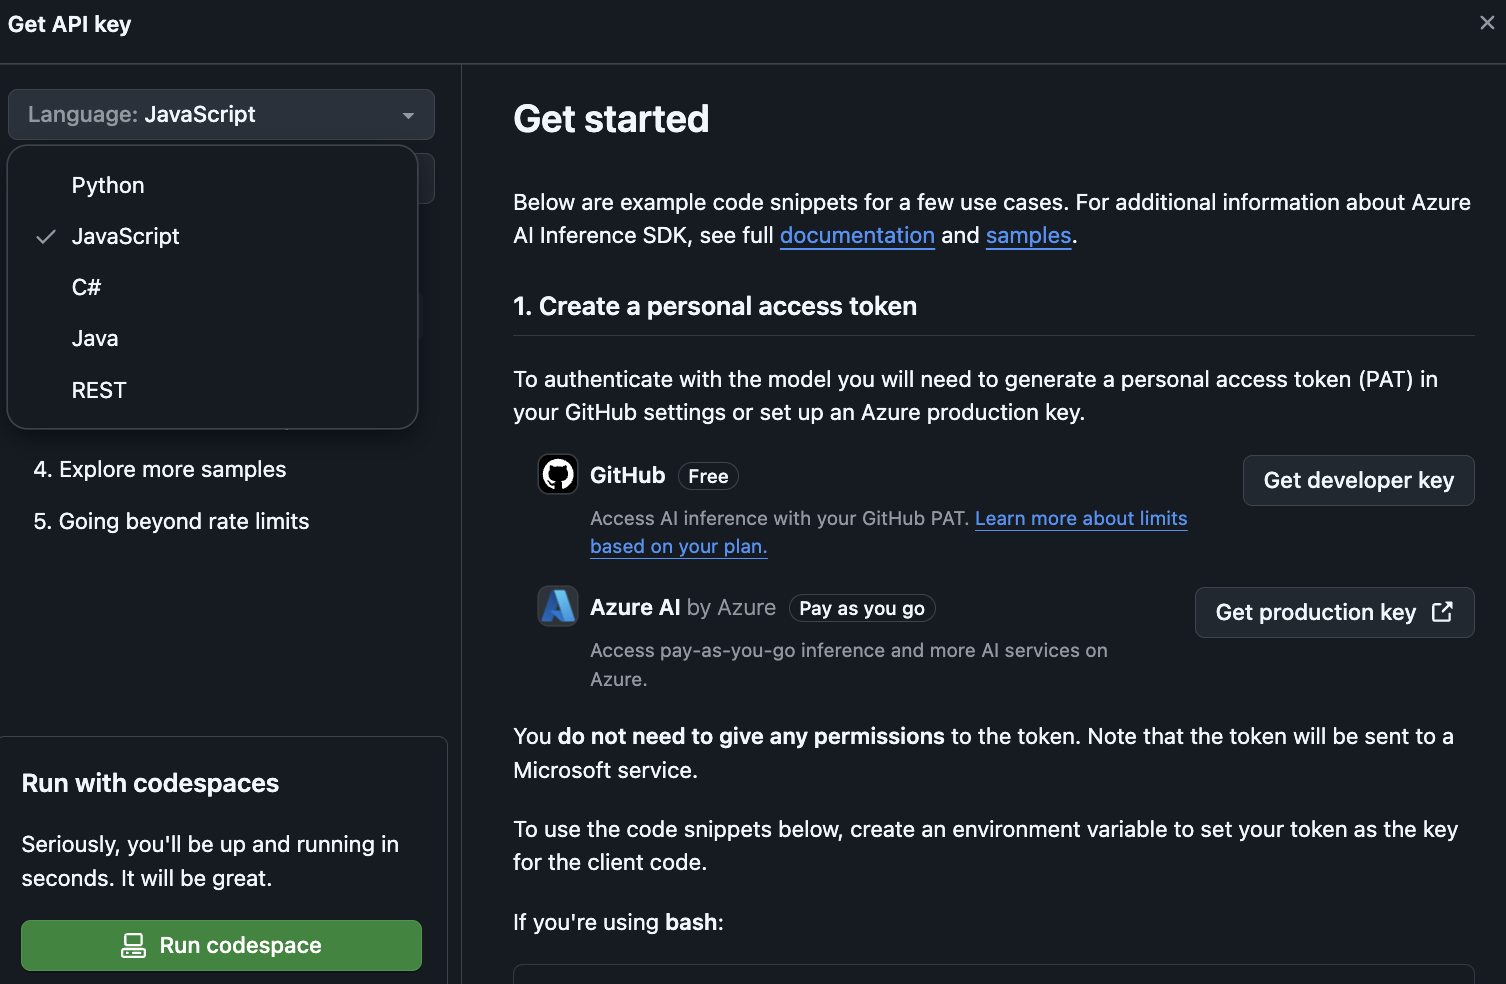 Get API key
Language: JavaScript
Python
JavaScript
C#
Java
REST
4. Explore more samples
5. Going beyond rate limits
Run with codespaces
Seriously, you'll be up and running in
seconds. It will be great.
Run codespace
Get started
Below are example code snippets for a few use cases. For additional information about Azure
AI Inference SDK, see full documentation and samples.
1. Create a personal access token
To authenticate with the model you will need to generate a personal access token (PAT) in
your GitHub settings or set up an Azure production key.
GitHub Free
Get developer key
Access AI inference with your GitHub PAT. Learn more about limits
based on your plan.
Azure AI by Azure Pay as you go
Get production key
Access pay-as-you-go inference and more AI services on
Azure.
You do not need to give any permissions to the token. Note that the token will be sent to a
Microsoft service.
To use the code snippets below, create an environment variable to set your token as the key
for the client code.
If you're using bash: